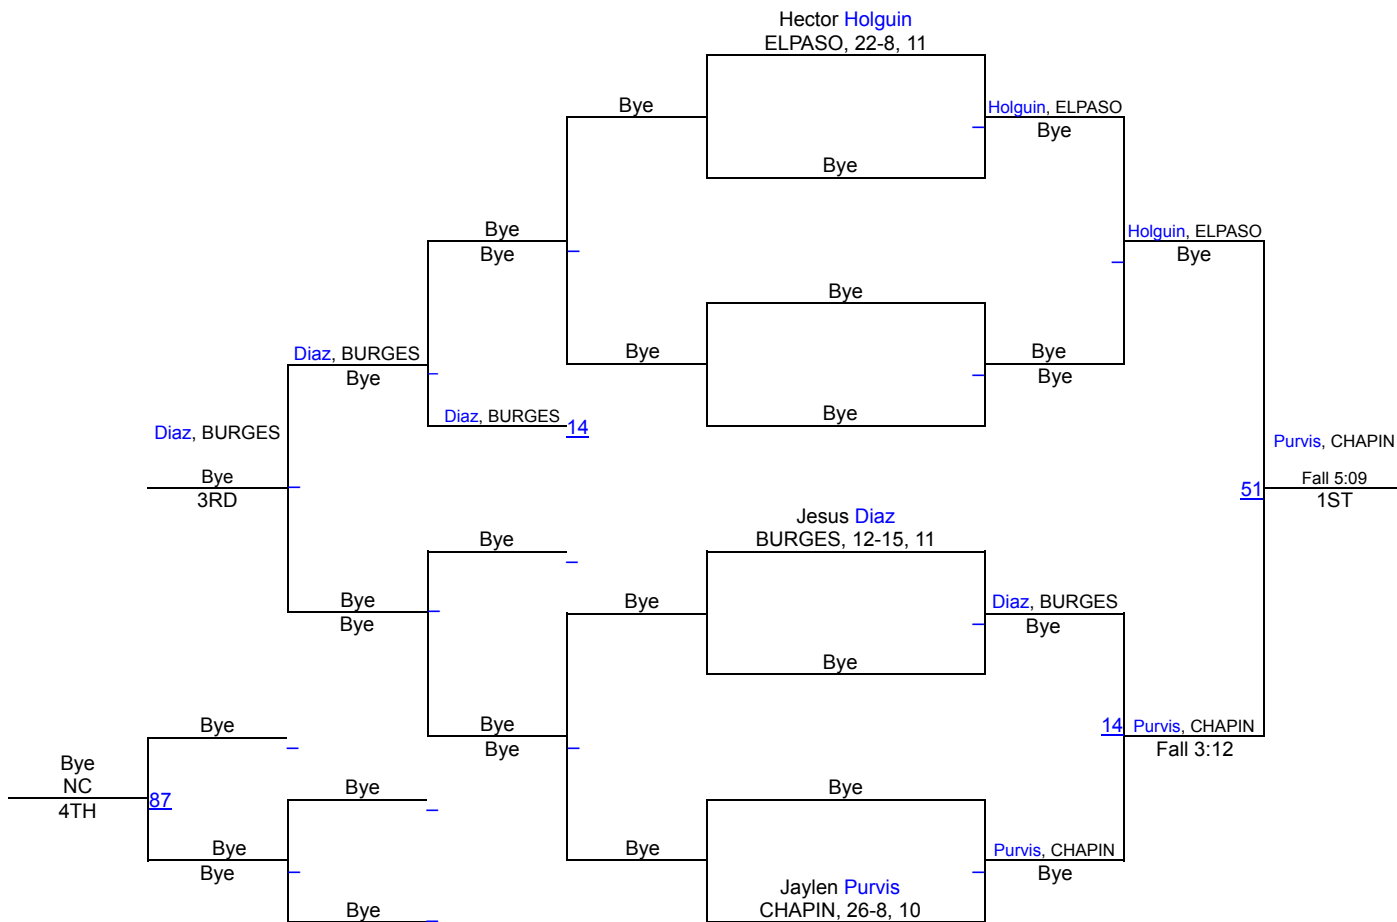 Hector Holguin
ELPASO, 22-8, 11
Bye
Holguin, ELPASO
Bye
Bye
Bye
Bye
Holguin, ELPASO
Bye
Bye
Diaz, BURGES
Bye
Bye
Bye
Bye
Bye
Diaz, BURGES 14
Diaz, BURGES
Bye
3RD
Purvis, CHAPIN
Fall 5:09
51
1ST
Jesus Diaz
BURGES, 12-15, 11
Bye
Bye
Bye
Bye
Diaz, BURGES
Bye
Bye
Bye
Bye
Bye
14 Purvis, CHAPIN
Fall 3:12
Bye
NC
4TH
87
Bye
Bye
Bye
Bye
Bye
Purvis, CHAPIN
Bye
Bye
Jaylen Purvis
CHAPIN, 26-8, 10